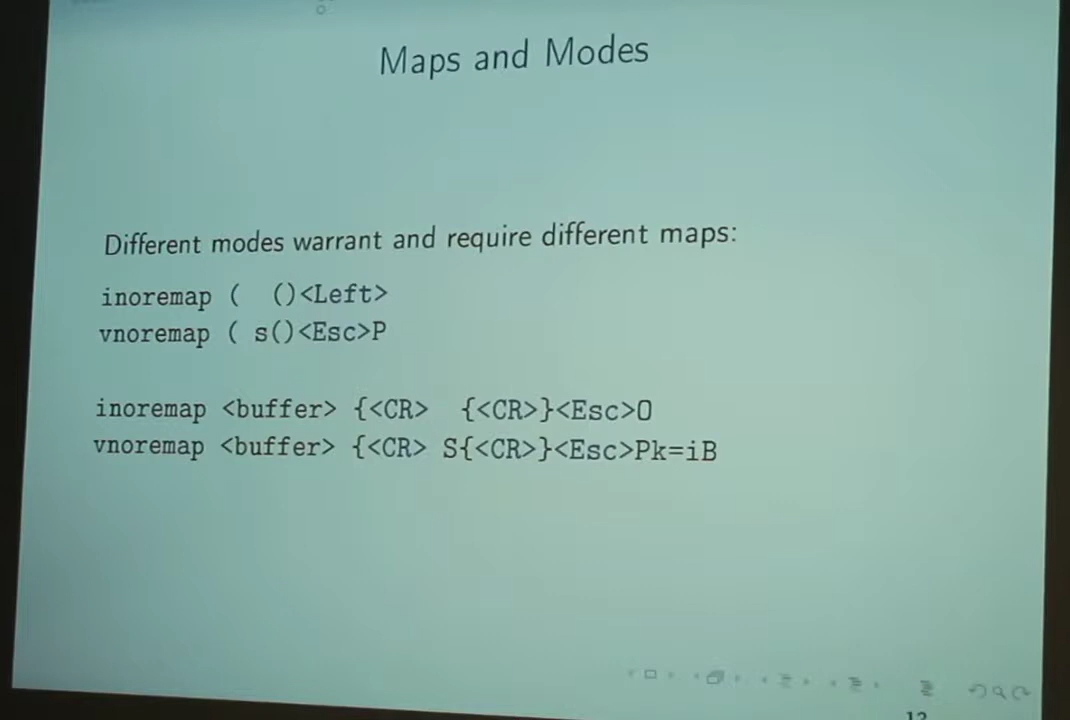 Maps and Modes
Different modes warrant and require different maps:
inoremap (  ()<Left>
vnoremap ( s()<Esc>P
inoremap <buffer> {<CR>  {<CR>}<Esc>O
vnoremap <buffer> {<CR> S{<CR>}<Esc>Pk=iB
12